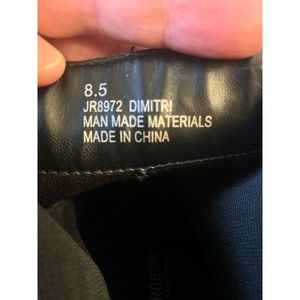 8.5
JR8972 DIMITRI
MAN MADE MATERIALS
MADE IN CHINA